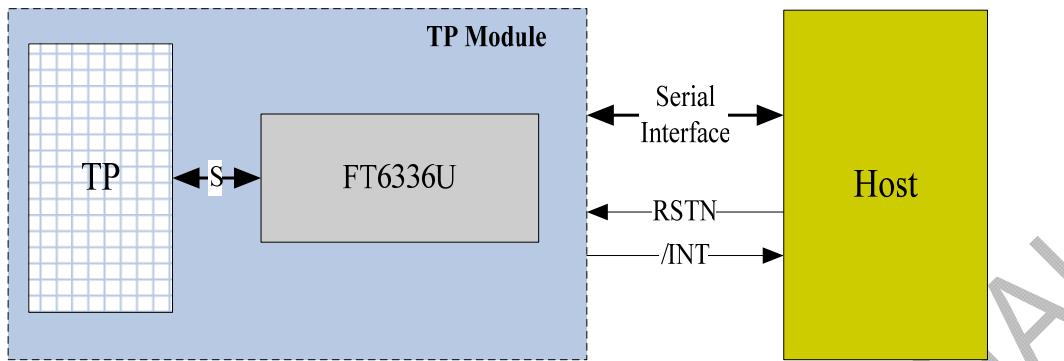 TP Module
TP
S
FT6336U
Serial
Interface
RSTN
/INT
Host